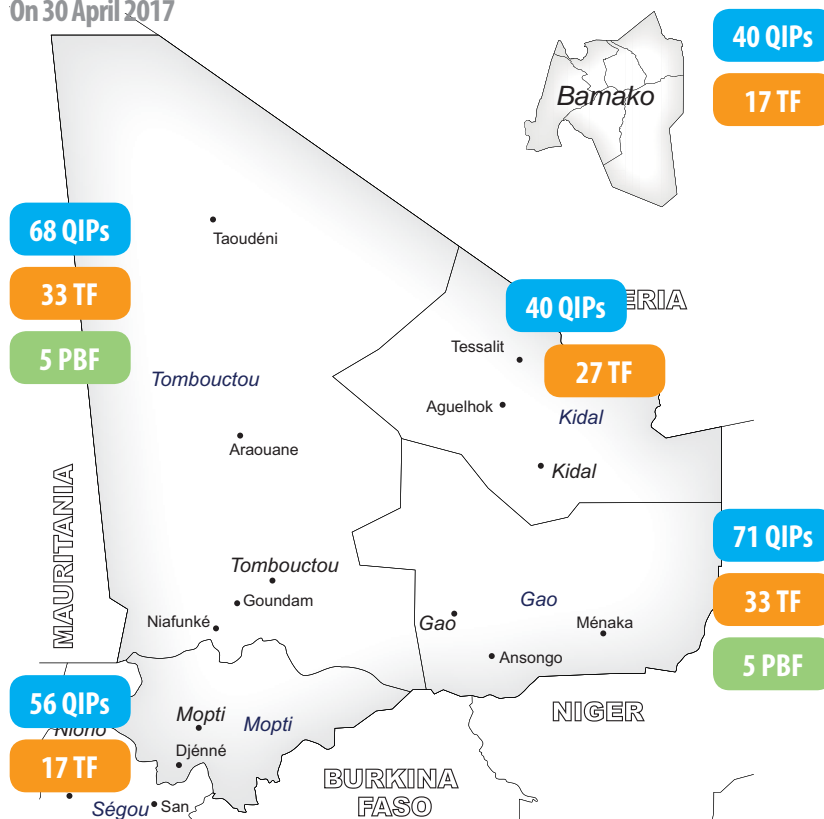 On 30 April 2017
40 QIPs
17 TF
Bamako
68 QIPs
33 TF
5 PBF
Taoudéni
Tombouctou
Araouane
40 QIPs
27 TF
ERIA
Tessalit
Aguelhok
Kidal
Kidal
MAURITANIA
Tombouctou
Goundam
Niafunké
71 QIPs
33 TF
5 PBF
Gao
Gao
Ménaka
Ansongo
NIGER
56 QIPs
17 TF
Niono
Mopti
Mopti
Djénné
Ségou
San
BURKINA
FASO